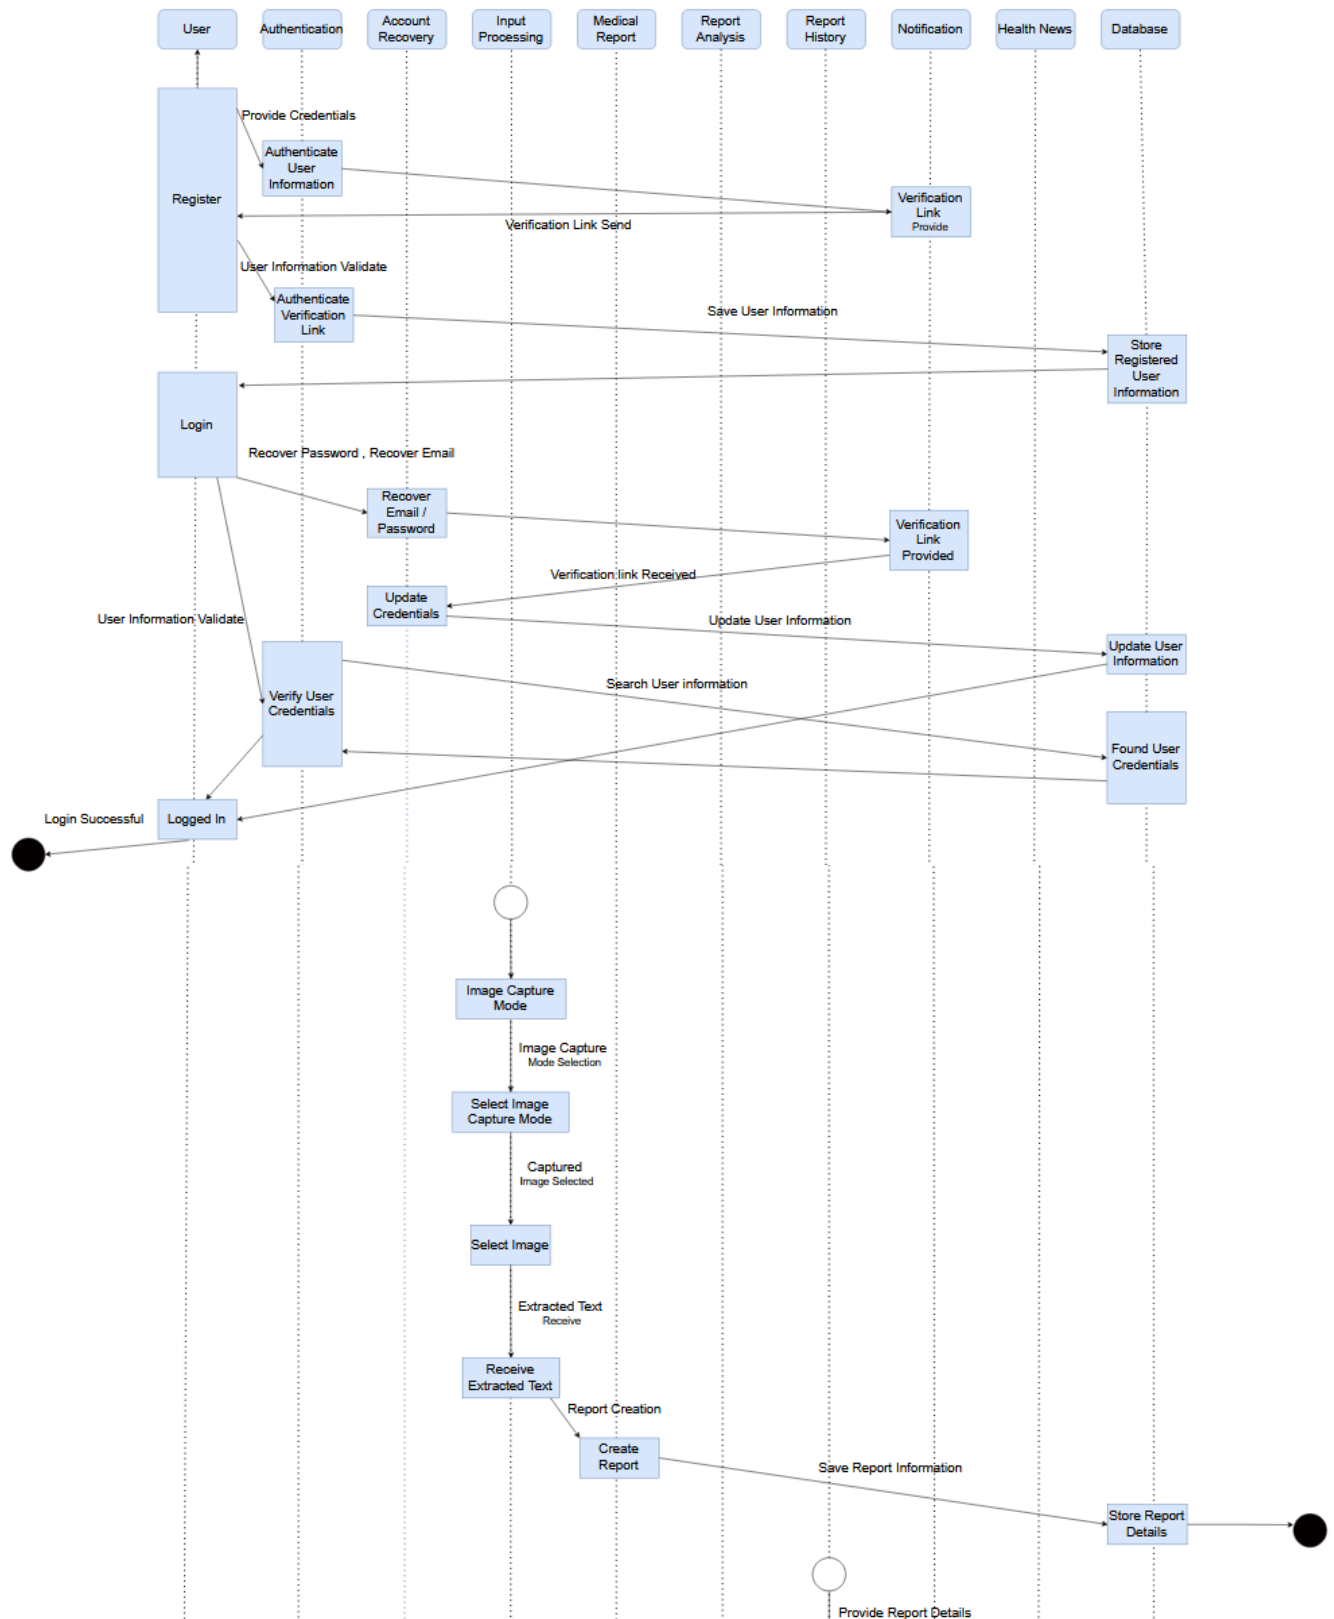 User
Authentication
Account
Recovery
Input
Processing
Medical
Report
Report
Analysis
Report
History
Notification
Health News
Database
Provide Credentials
Authenticate
User
Information
Register
Verification
Link
Provide
Verification Link Send
User Information Validate
Authenticate
Verification
Link
Save User Information
Store
Registered
User
Information
Login
Recover Password , Recover Email
Recover
Email /
Password
Verification
Link
Provided
Verification link Received
Update
Credentials
User Information Validate
Update User Information
Update User
Information
Search User information
Verify User
Credentials
Found User
Credentials
Login Successful
Logged In
Image Capture
Mode
Image Capture
Mode Selection
Select Image
Capture Mode
Captured
Image Selected
Select Image
Extracted Text
Receive
Receive
Extracted Text
Report Creation
Create
Report
Save Report Information
Store Report
Details
Provide Report Details